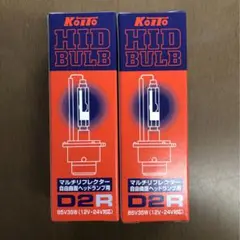 KOITO
HID
BULB
マルチリフレクター
自由曲面ヘッドランプ用
D2R
85V35W (12V-24V対応)
KOITO
HID
BULB
マルチリフレクター
自由曲面ヘッドランプ用
D2R
85V35W (12V-24V対応)